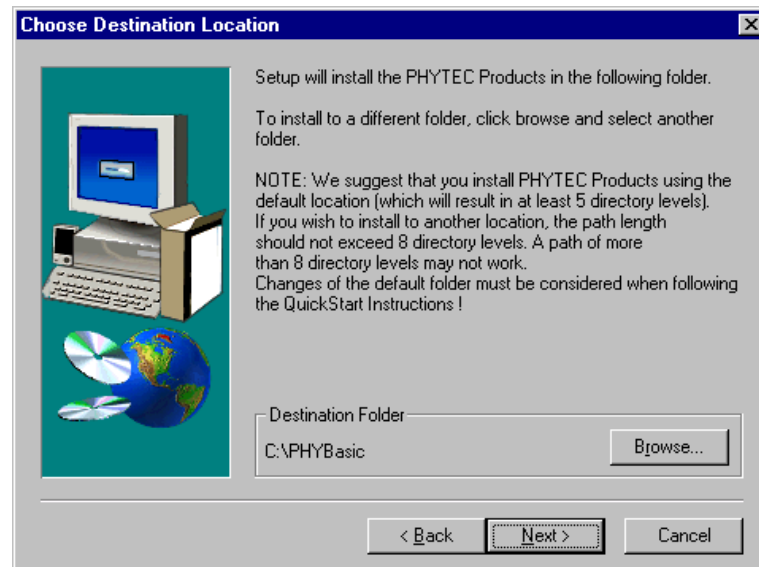 Choose Destination Location
Setup will install the PHYTEC Products in the following folder.
To install to a different folder, click browse and select another
folder.
NOTE: We suggest that you install PHYTEC Products using the
default location (which will result in at least 5 directory levels).
If you wish to install to another location, the path length
should not exceed 8 directory levels. A path of more
than 8 directory levels may not work.
Changes of the default folder must be considered when following
the QuickStart Instructions !
Destination Folder
C:\PHYBasic
Browse...
< Back
Next >
Cancel